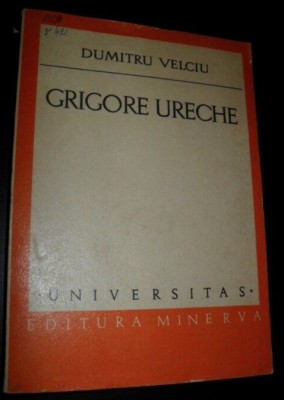 DUMITRU VELCIU
GRIGORE URECHE
· UNIVERSITAS ·
EDITURA MINERVA